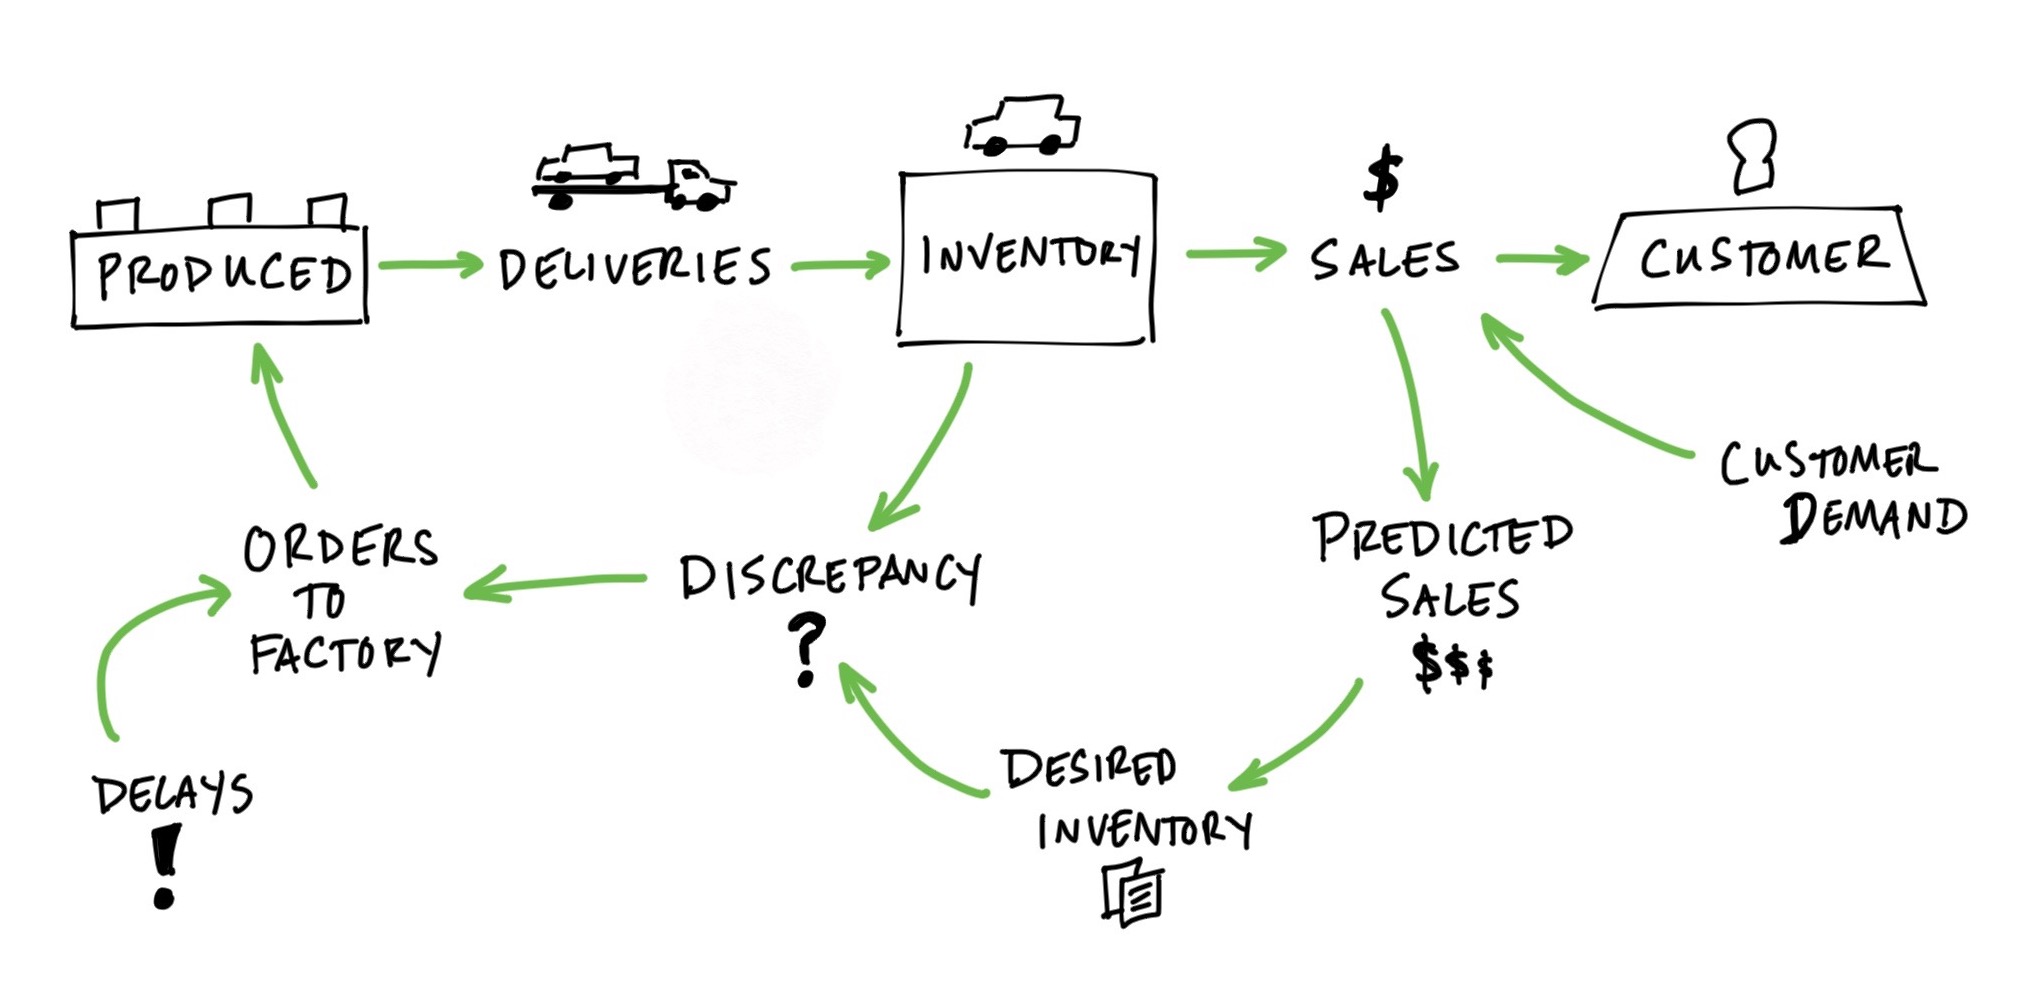 $
PRODUCED
DELIVERIES
INVENTORY
SALES
CUSTOMER
CUSTOMER
DEMAND
ORDERS
TO
FACTORY
DISCREPANCY
?
PREDICTED
SALES
$$$
DESIRED
INVENTORY
DELAYS
!